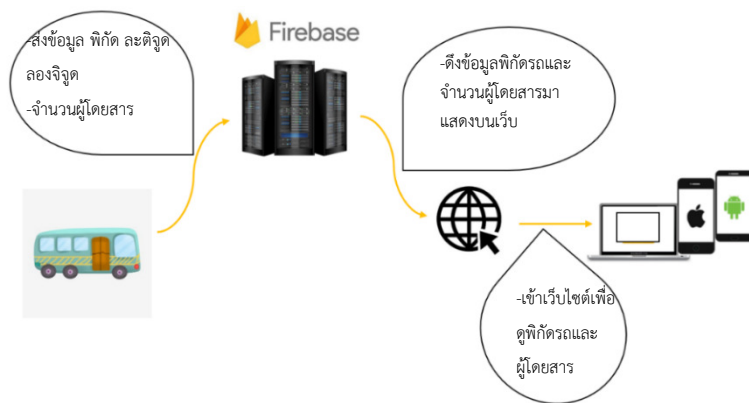 -ส่งข้อมูล พิกัด ละติจูด
ลองจิจูด
-จำนวนผู้โดยสาร
Firebase
-ดึงข้อมูลพิกัดรถและ
จำนวนผู้โดยสารมา
แสดงบนเว็บ
-เข้าเว็บไซต์เพื่อ
ดูพิกัดรถและ
ผู้โดยสาร